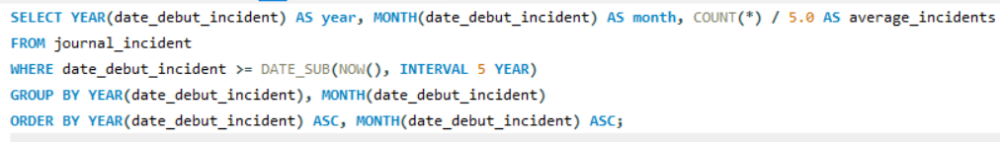 SELECT YEAR(date_debut_incident) AS year, MONTH(date_debut_incident) AS month, COUNT(*) / 5.0 AS average_incidents
FROM journal_incident
WHERE date_debut_incident >= DATE_SUB(NOW(), INTERVAL 5 YEAR)
GROUP BY YEAR(date_debut_incident), MONTH(date_debut_incident)
ORDER BY YEAR(date_debut_incident) ASC, MONTH(date_debut_incident) ASC;